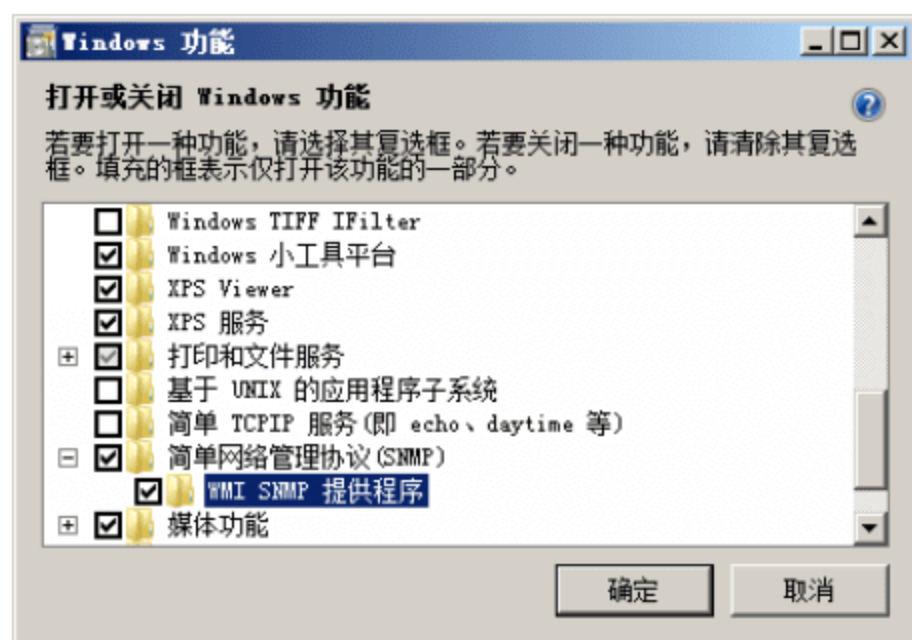 Windows 功能
打开或关闭 Windows 功能
若要打开一种功能，请选择其复选框。若要关闭一种功能，请清除其复选
框。填充的框表示仅打开该功能的一部分。
Windows TIFF IFilter
Windows 小工具平台
XPS Viewer
XPS 服务
打印和文件服务
基于 UNIX 的应用程序子系统
简单 TCPIP 服务(即 echo、daytime 等)
简单网络管理协议(SNMP)
WMI SNMP 提供程序
媒体功能
确定
取消